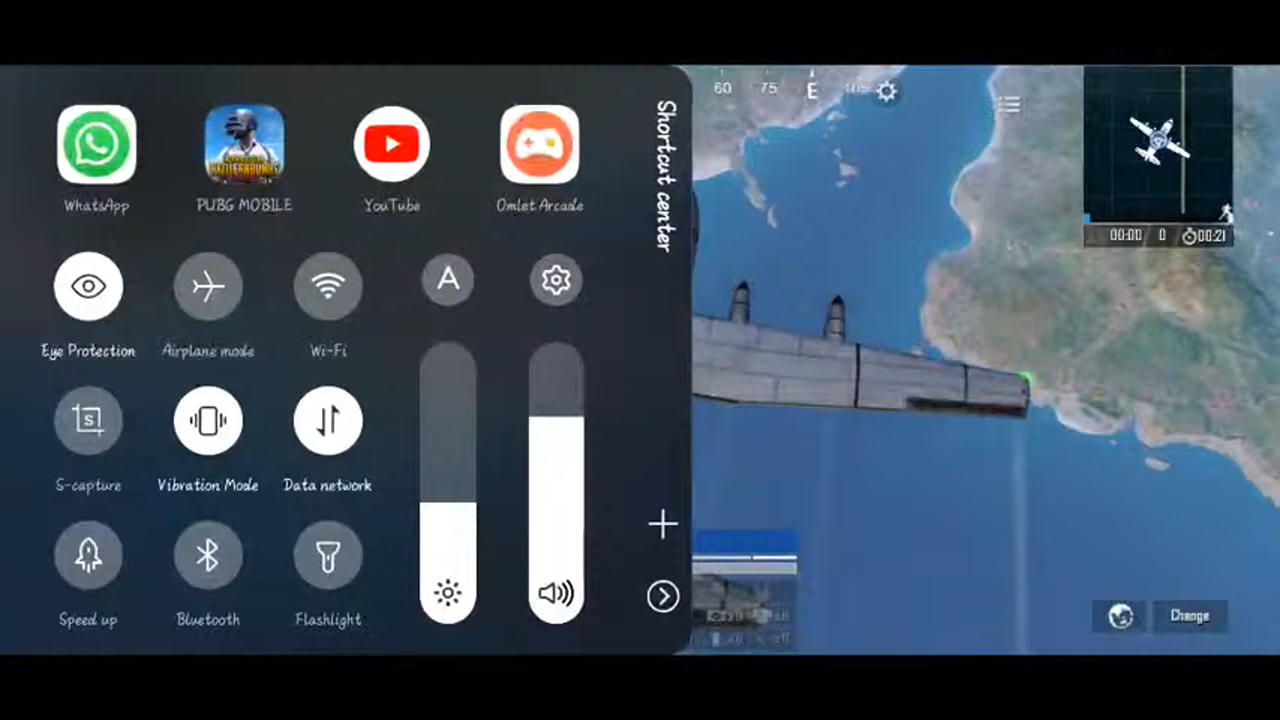 Shortcut center
WhatsApp
PUBG MOBILE
YouTube
Omlet Arcade
A
Eye Protection
Airplane mode
Wi-Fi
S
S-capture
Vibration Mode
Data network
Speed up
Bluetooth
Flashlight
60 75 E 105
00:00 0 00:21
Change